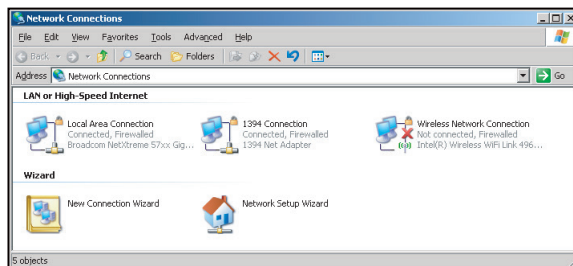 Network Connections
File Edit View Favorites Tools Advanced Help
Back Search Folders
Address Network Connections Go
LAN or High-Speed Internet
Local Area Connection
Connected, Firewalled
Broadcom NetXtreme 57xx Gig...
1394 Connection
Connected, Firewalled
1394 Net Adapter
Wireless Network Connection
Not connected, Firewalled
Intel(R) Wireless WiFi Link 496...
Wizard
New Connection Wizard
Network Setup Wizard
5 objects